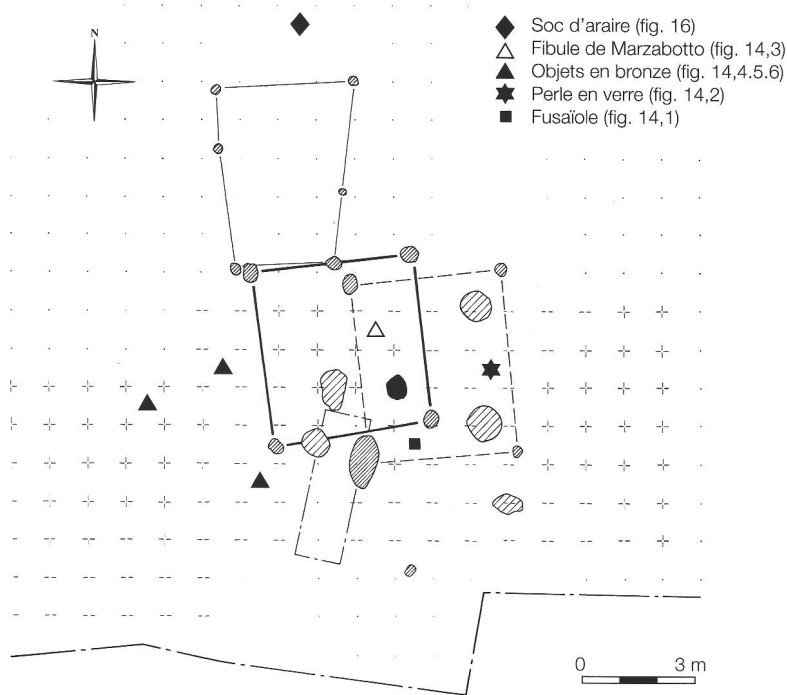 N
Soc d'araire (fig. 16)
Fibule de Marzabotto (fig. 14,3)
Objets en bronze (fig. 14,4.5.6)
Perle en verre (fig. 14,2)
Fusaïole (fig. 14,1)
0 3 m